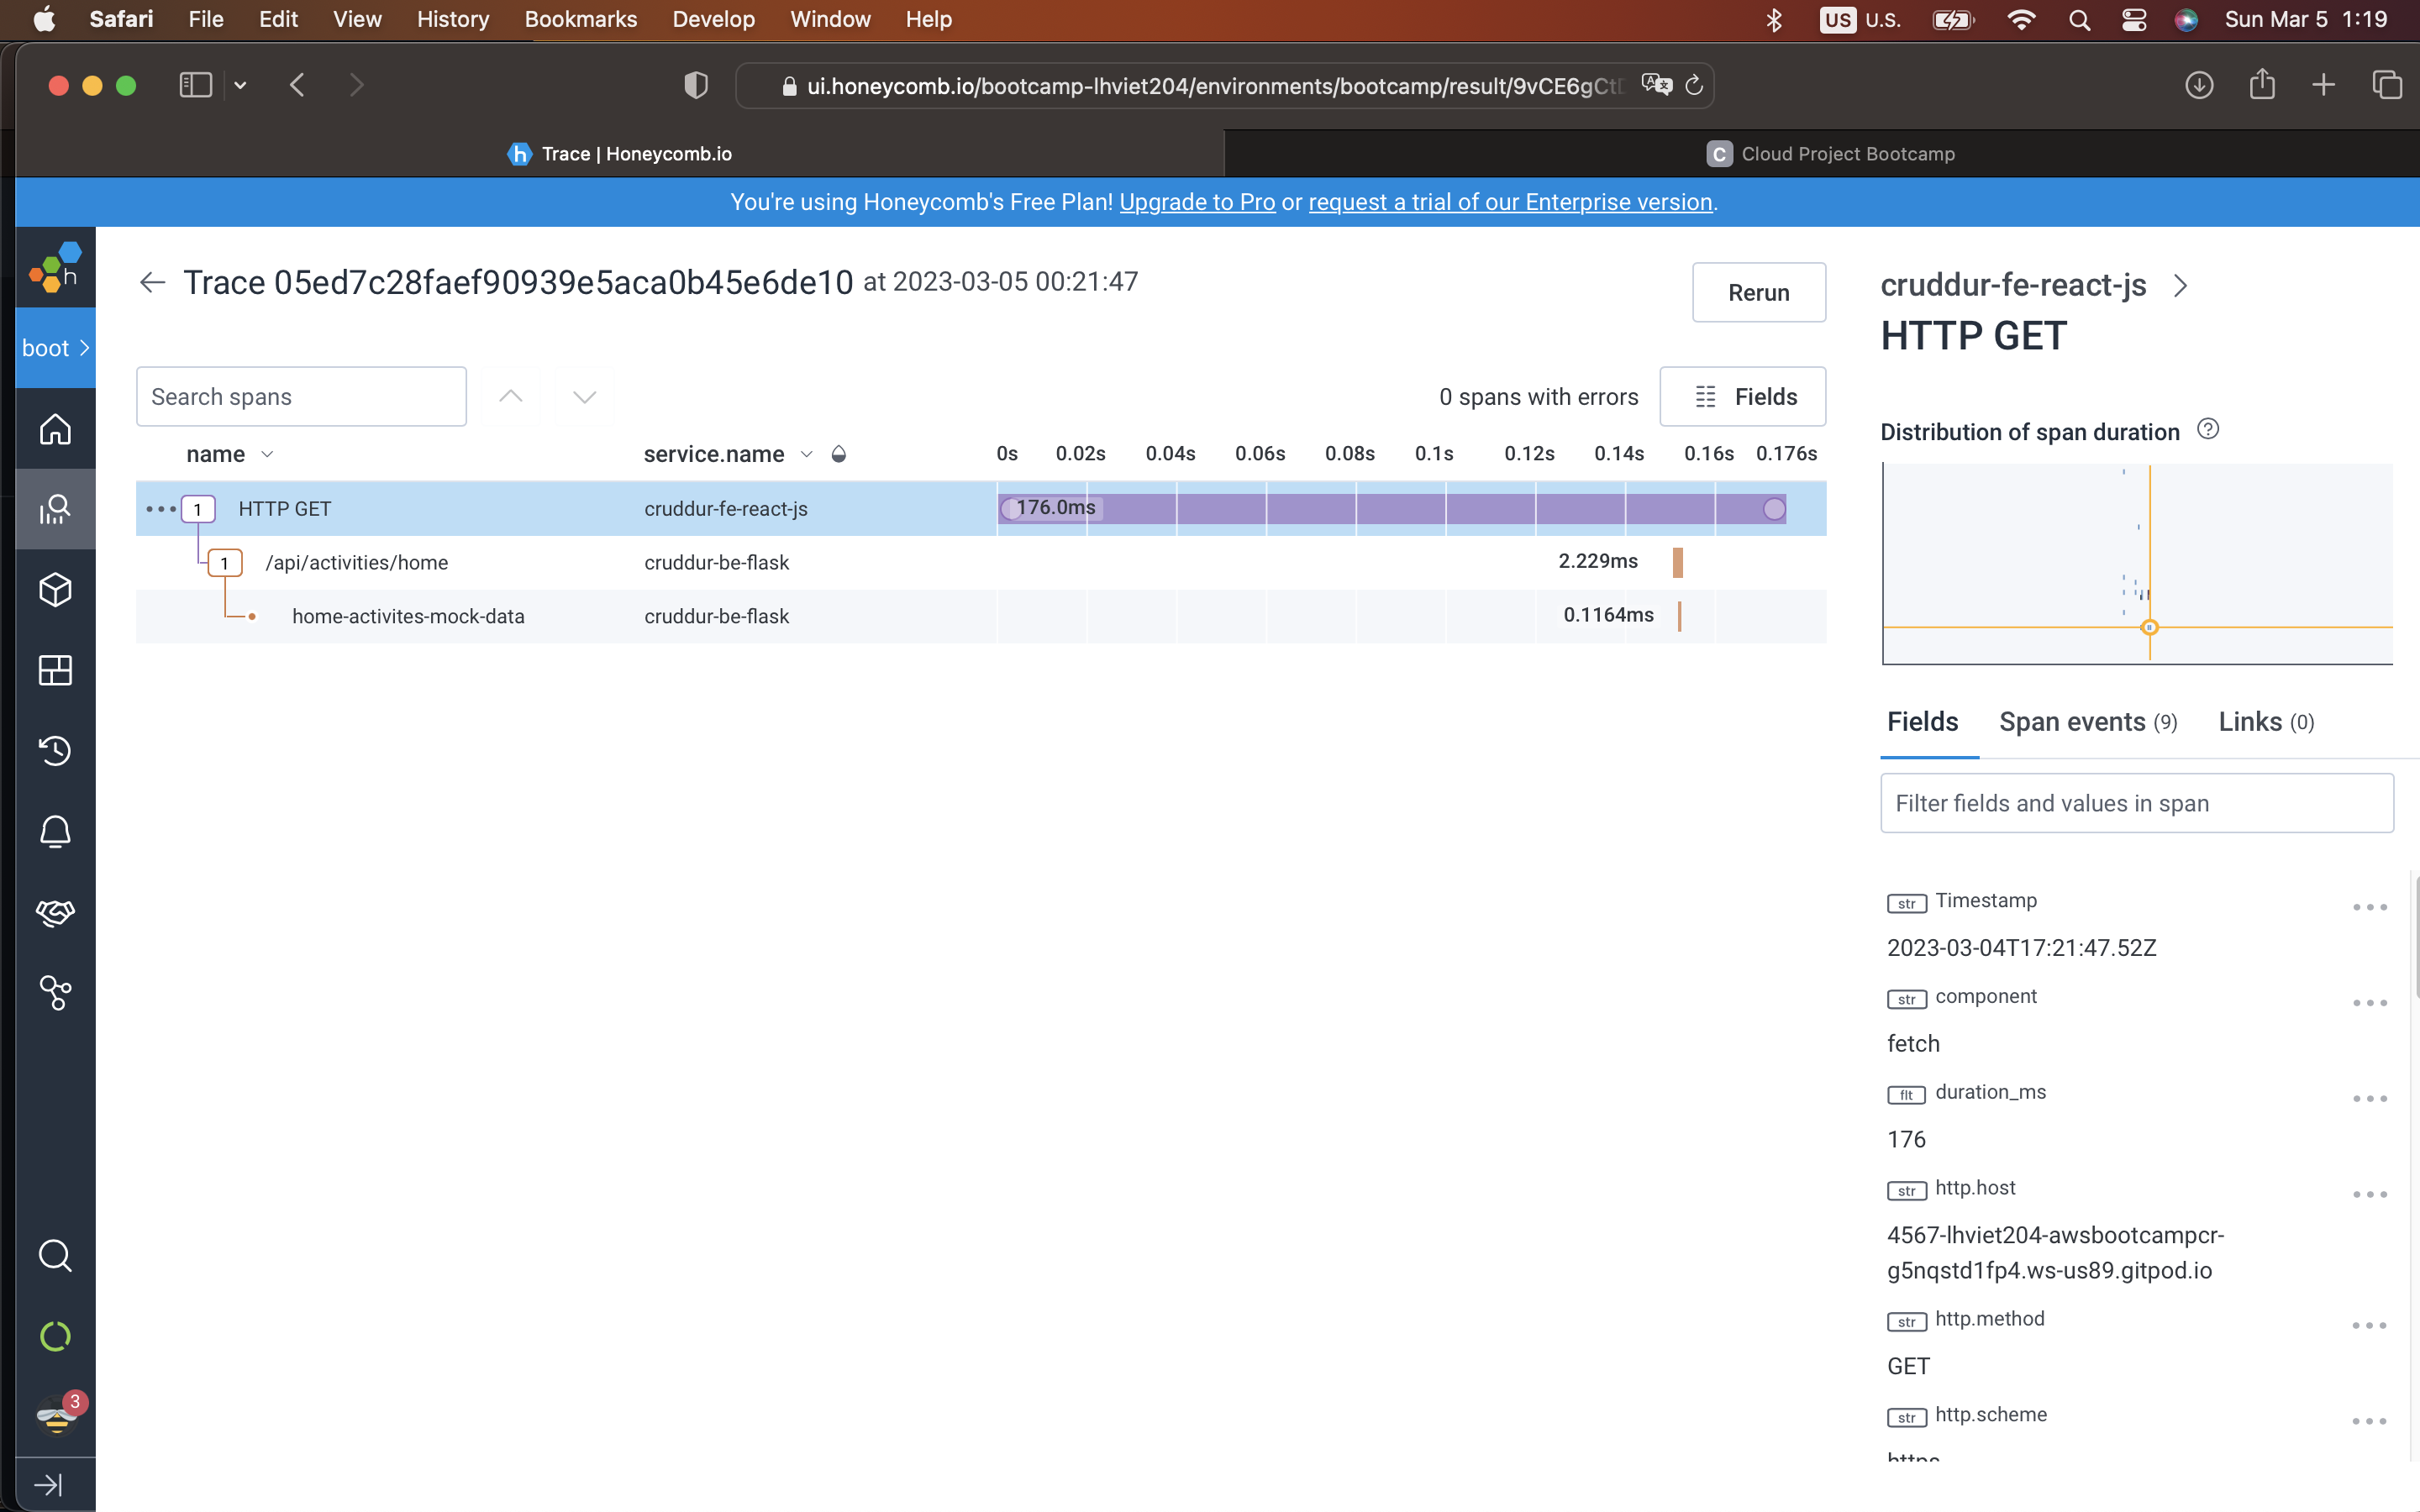 Safari File Edit View History Bookmarks Develop Window Help US U.S. Sun Mar 5 1:19
ui.honeycomb.io/bootcamp-lhviet204/environments/bootcamp/result/9vCE6gCt
h Trace | Honeycomb.io
C Cloud Project Bootcamp
You're using Honeycomb's Free Plan! Upgrade to Pro or request a trial of our Enterprise version.
h
boot
Trace 05ed7c28faef90939e5aca0b45e6de10 at 2023-03-05 00:21:47
Rerun
Search spans
0 spans with errors
Fields
name service.name 0s 0.02s 0.04s 0.06s 0.08s 0.1s 0.12s 0.14s 0.16s 0.176s
1 HTTP GET cruddur-fe-react-js 176.0ms
1 /api/activities/home cruddur-be-flask 2.229ms
home-activites-mock-data cruddur-be-flask 0.1164ms
3
cruddur-fe-react-js
HTTP GET
Distribution of span duration ?
Fields Span events (9) Links (0)
Filter fields and values in span
str Timestamp
2023-03-04T17:21:47.52Z
str component
fetch
flt duration_ms
176
str http.host
4567-lhviet204-awsbootcampcr-
g5nqstd1fp4.ws-us89.gitpod.io
str http.method
GET
str http.scheme
https